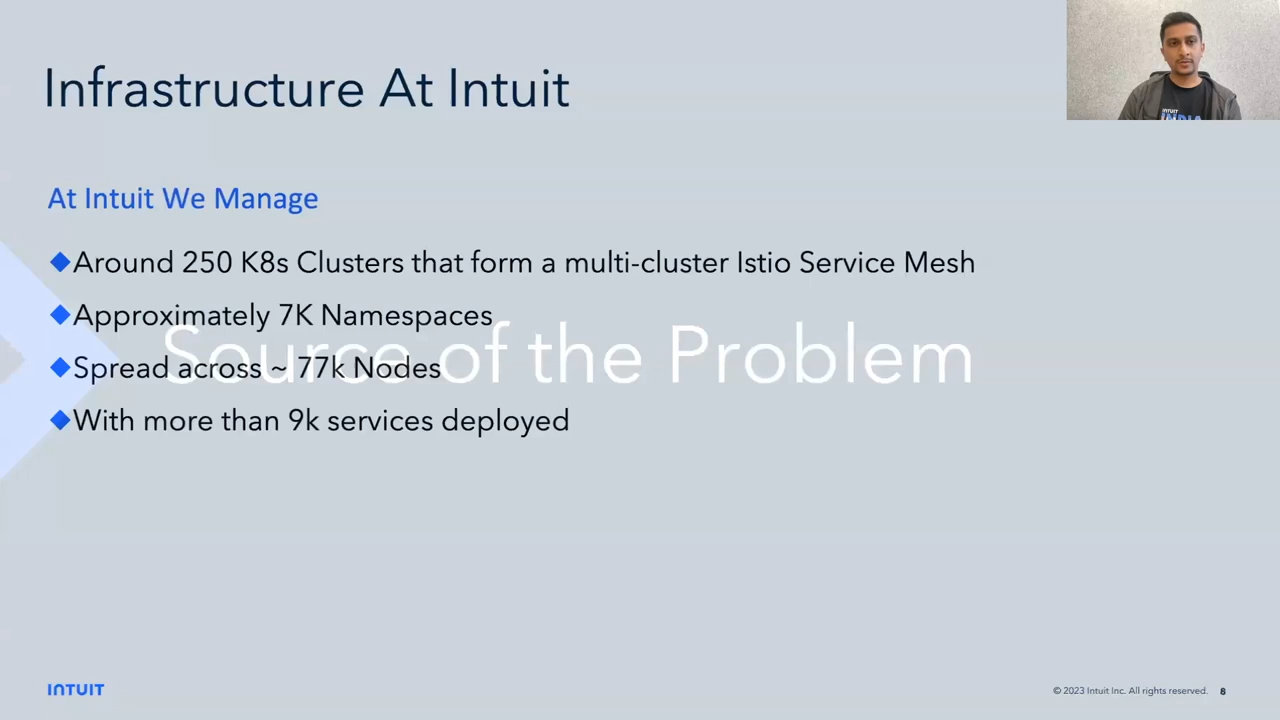 Infrastructure At Intuit
At Intuit We Manage
Around 250 K8s Clusters that form a multi-cluster Istio Service Mesh
Approximately 7K Namespaces
Source of the Problem
Spread across ~ 77k Nodes
With more than 9k services deployed
INTUIT
INDIA
INTUIT
© 2023 Intuit Inc. All rights reserved. 8